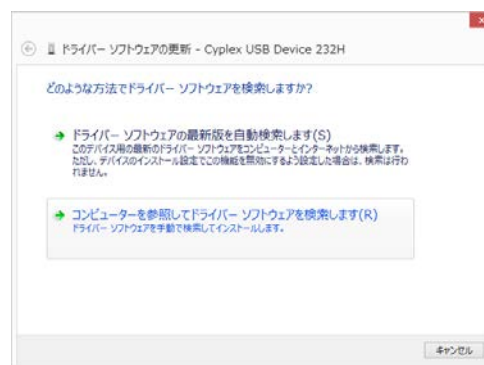 ドライバー ソフトウェアの更新 - Cyplex USB Device 232H
どのような方法でドライバー ソフトウェアを検索しますか?
ドライバー ソフトウェアの最新版を自動検索します(S)
このデバイス用の最新のドライバー ソフトウェアをコンピューターとインターネットから検索します。
ただし、デバイスのインストール設定でこの機能を無効にするよう設定した場合は、検索は行わ
れません。
コンピューターを参照してドライバー ソフトウェアを検索します(R)
ドライバー ソフトウェアを手動で検索してインストールします。
キャンセル